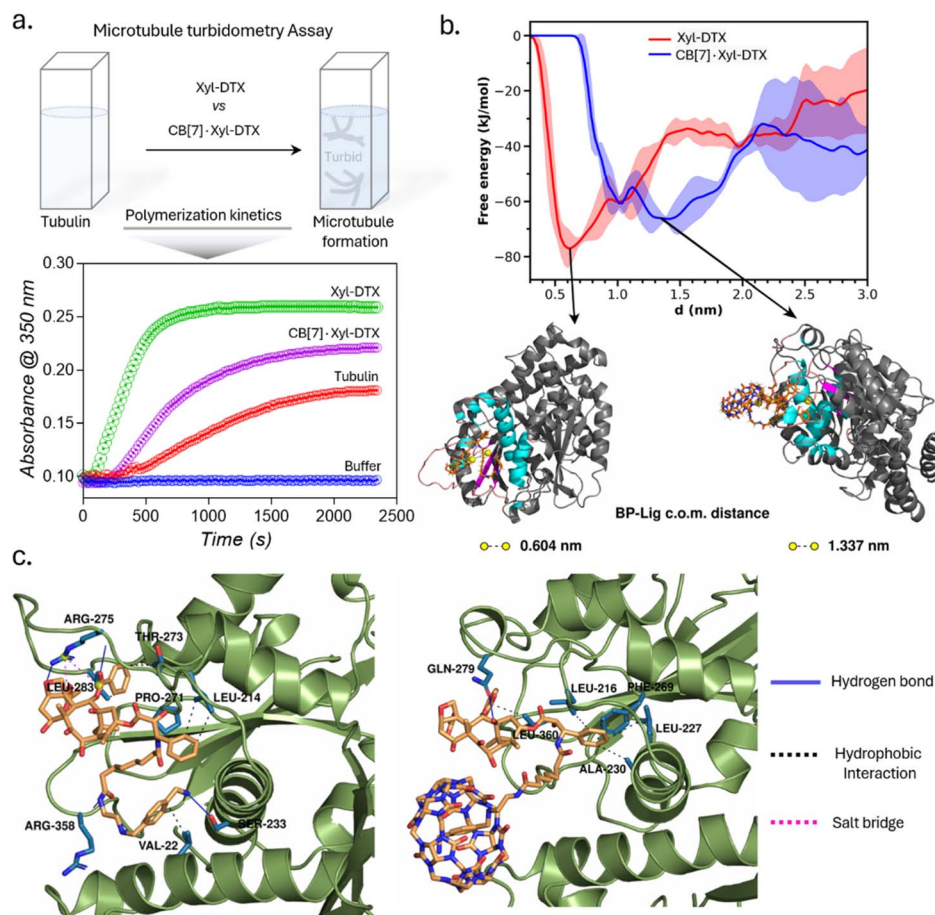 a.
Microtubule turbidometry Assay
Xyl-DTX
vs
CB[7]·Xyl-DTX
Turbid
Tubulin
Polymerization kinetics
Microtubule
formation
0.30
0.25
0.20
0.15
0.10
Absorbance @ 350 nm
Xyl-DTX
CB[7]·Xyl-DTX
Tubulin
Buffer
0 500 1000 1500 2000 2500
Time (s)
b.
Xyl-DTX
CB[7]·Xyl-DTX
0
−20
−40
−60
−80
Free energy (kJ/mol)
0.5 1.0 1.5 2.0 2.5 3.0
d (nm)
BP-Lig c.o.m. distance
0.604 nm
1.337 nm
c.
ARG-275
THR-273
LEU-283
PRO-271
LEU-214
ARG-358
VAL-22
SER-233
GLN-279
LEU-216
PHE-269
LEU-360
LEU-227
ALA-230
Hydrogen bond
Hydrophobic
Interaction
Salt bridge